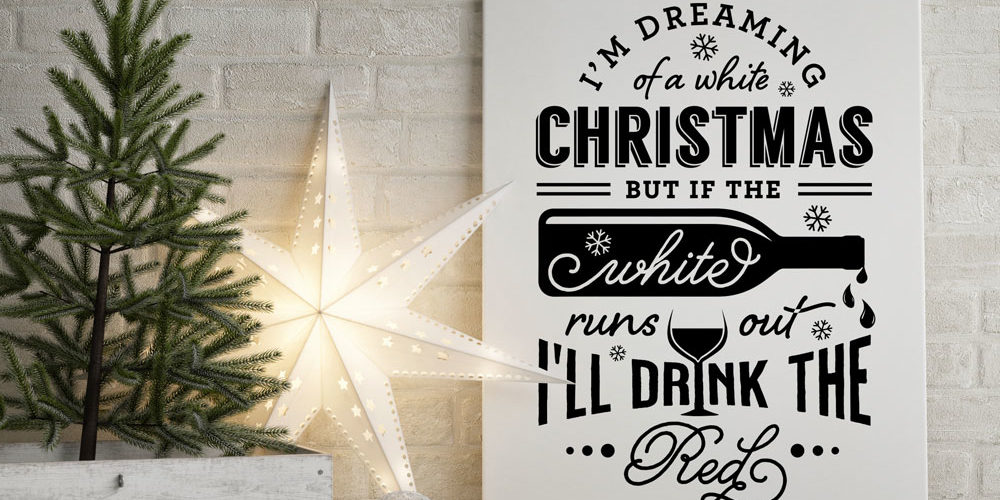 I'M DREAMING
of a white
CHRISTMAS
BUT IF THE
white
runs out
I'LL DRINK THE
Red